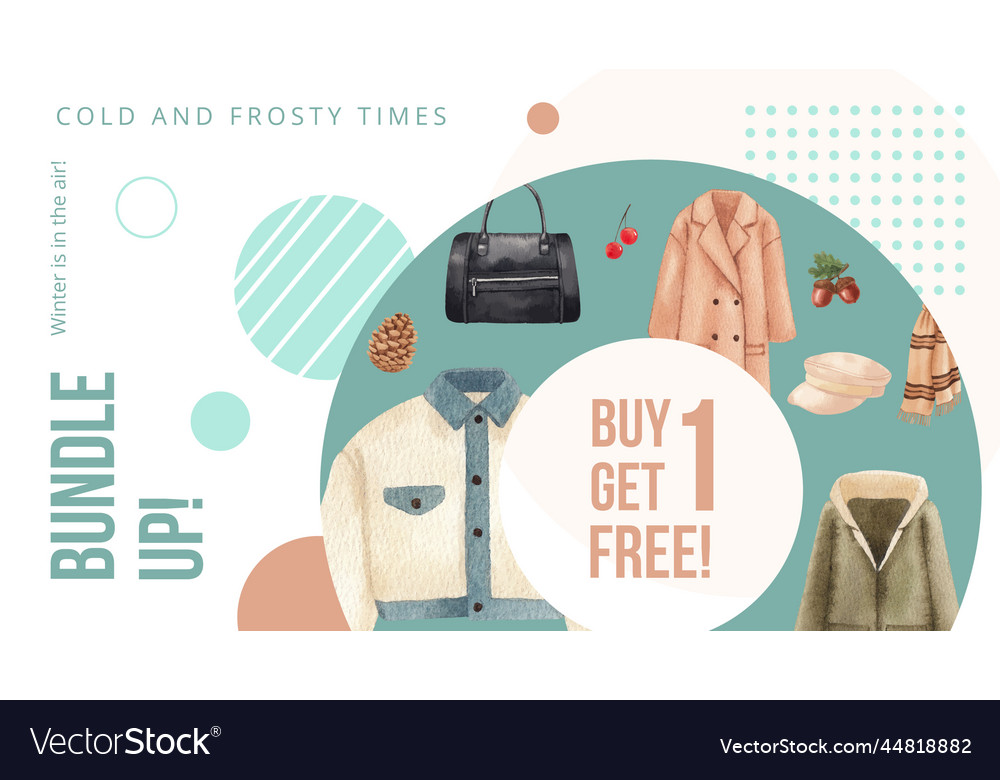 COLD AND FROSTY TIMES
Winter is in the air!
BUNDLE
UP!
BUY 1
GET
FREE!
VectorStock®
VectorStock.com/44818882